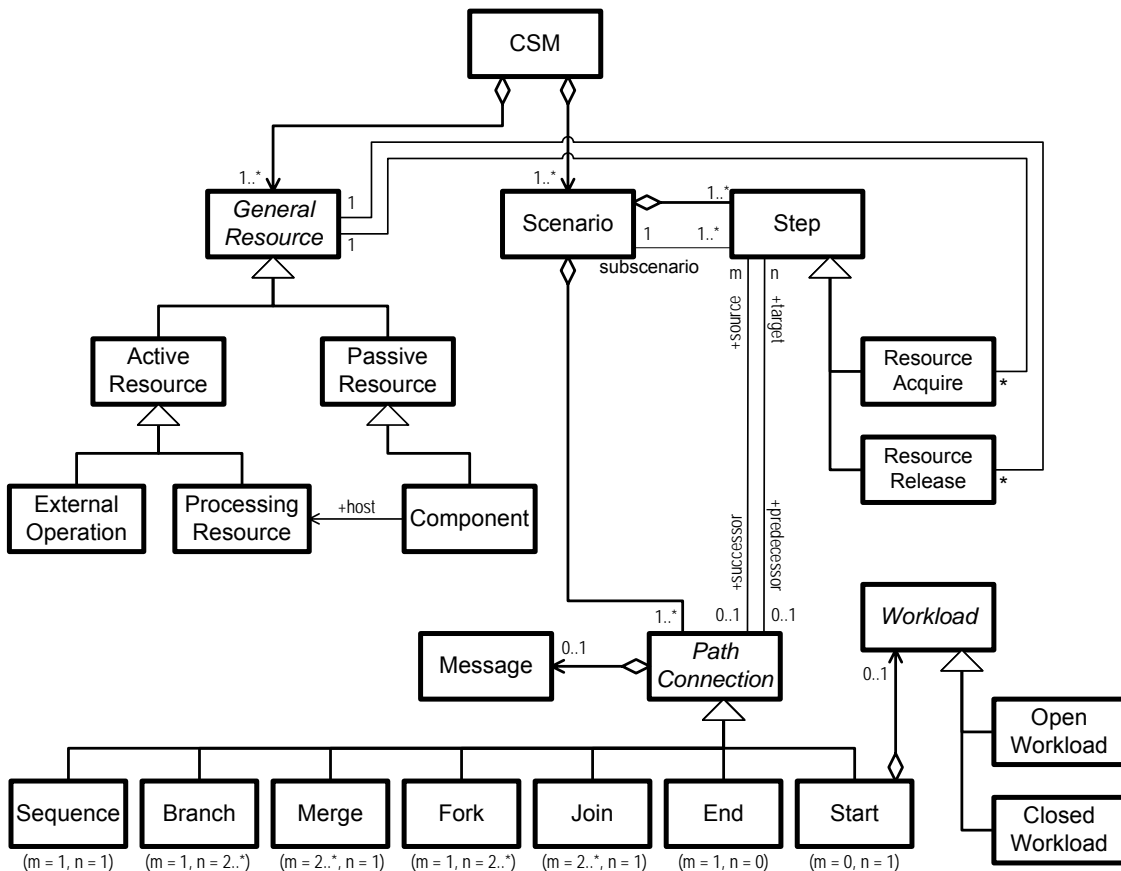 CSM
1..*
1..*
General
Resource
1
1
Scenario
1..*
1
1..*
subscenario
Step
m
n
+source
+target
Active
Resource
Passive
Resource
Resource
Acquire
*
Resource
Release
*
External
Operation
Processing
Resource
+host
Component
+successor
+predecessor
1..*
0..1
0..1
Workload
Message
0..1
Path
Connection
0..1
Open
Workload
Closed
Workload
Sequence
Branch
Merge
Fork
Join
End
Start
(m = 1, n = 1)
(m = 1, n = 2..*)
(m = 2..*, n = 1)
(m = 1, n = 2..*)
(m = 2..*, n = 1)
(m = 1, n = 0)
(m = 0, n = 1)